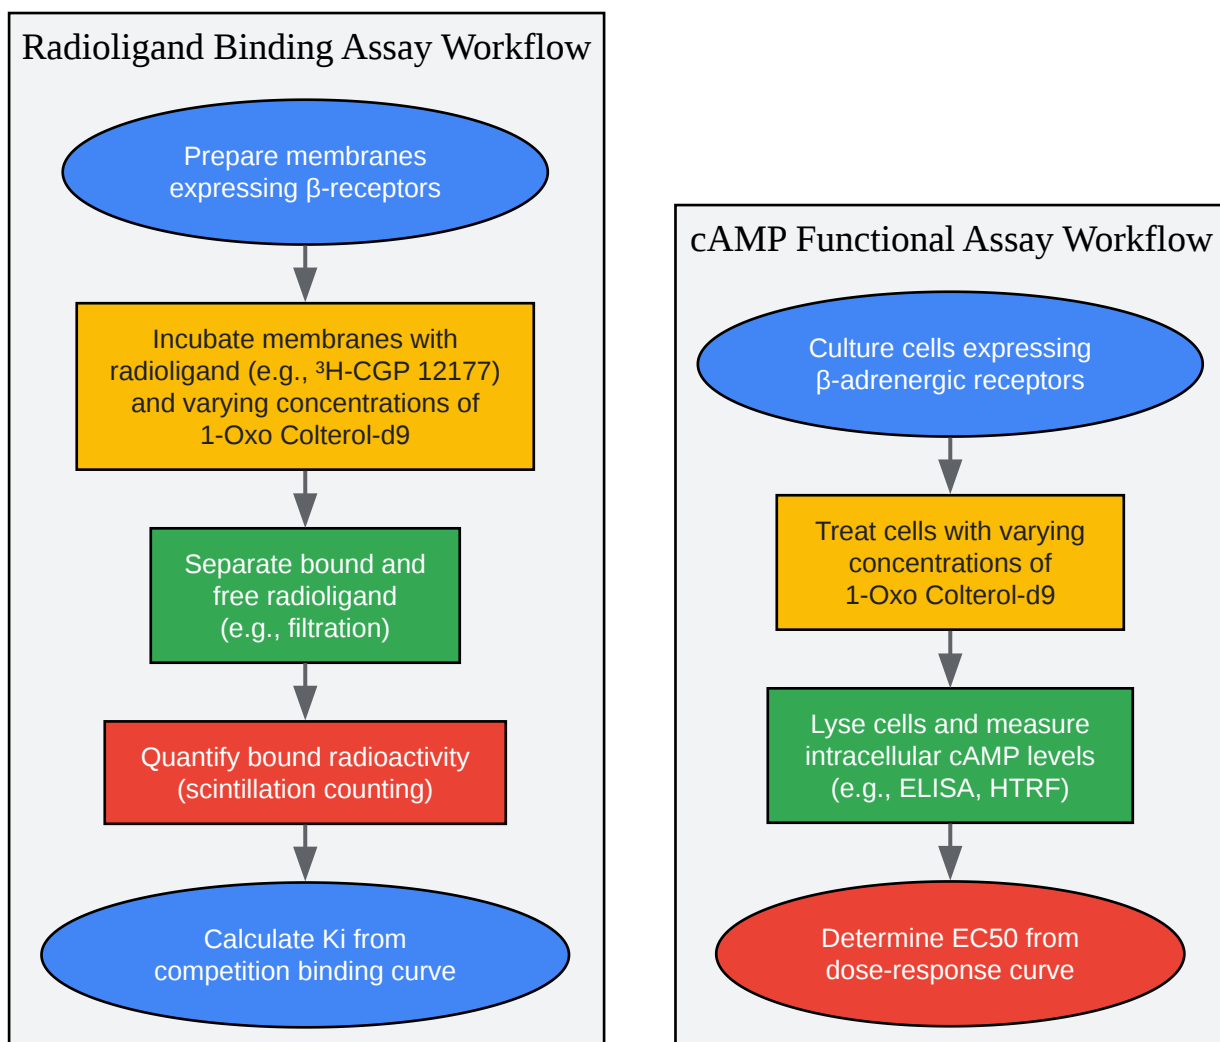 Radioligand Binding Assay Workflow
Prepare membranes
expressing β-receptors
Incubate membranes with
radioligand (e.g., ³H-CGP 12177)
and varying concentrations of
1-Oxo Colterol-d9
Separate bound and
free radioligand
(e.g., filtration)
Quantify bound radioactivity
(scintillation counting)
Calculate Ki from
competition binding curve
cAMP Functional Assay Workflow
Culture cells expressing
β-adrenergic receptors
Treat cells with varying
concentrations of
1-Oxo Colterol-d9
Lyse cells and measure
intracellular cAMP levels
(e.g., ELISA, HTRF)
Determine EC50 from
dose-response curve